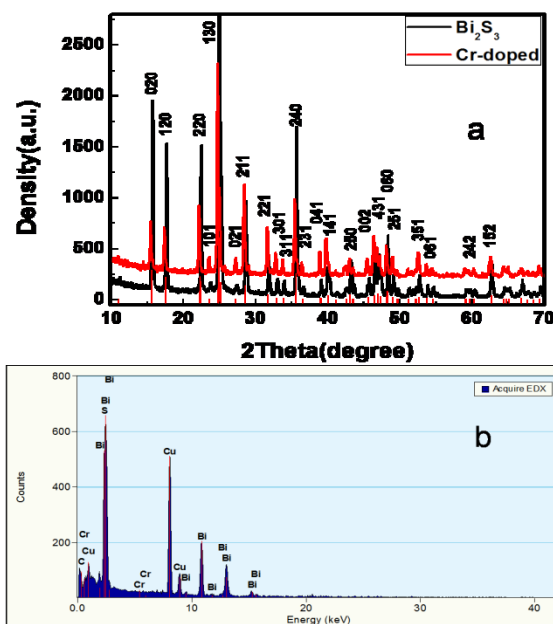 Bi₂S₃
Cr-doped
Density(a.u.)
2500
2000
1500
1000
500
0
020
120
220
101
130
021
211
221
301
311
240
231
041
141
250
002
431
060
251
351
061
242
152
10 20 30 40 50 60 70
2Theta(degree)
800
600
400
200
Counts
Acquire EDX
b
Bi
Bi
S
Bi
Cu
Cr
Cu
C
Cr
Cr
Cu
Bi
Bi
Bi
Bi
Bi
Bi
Bi
0.0 10 20 30 40
Energy (keV)